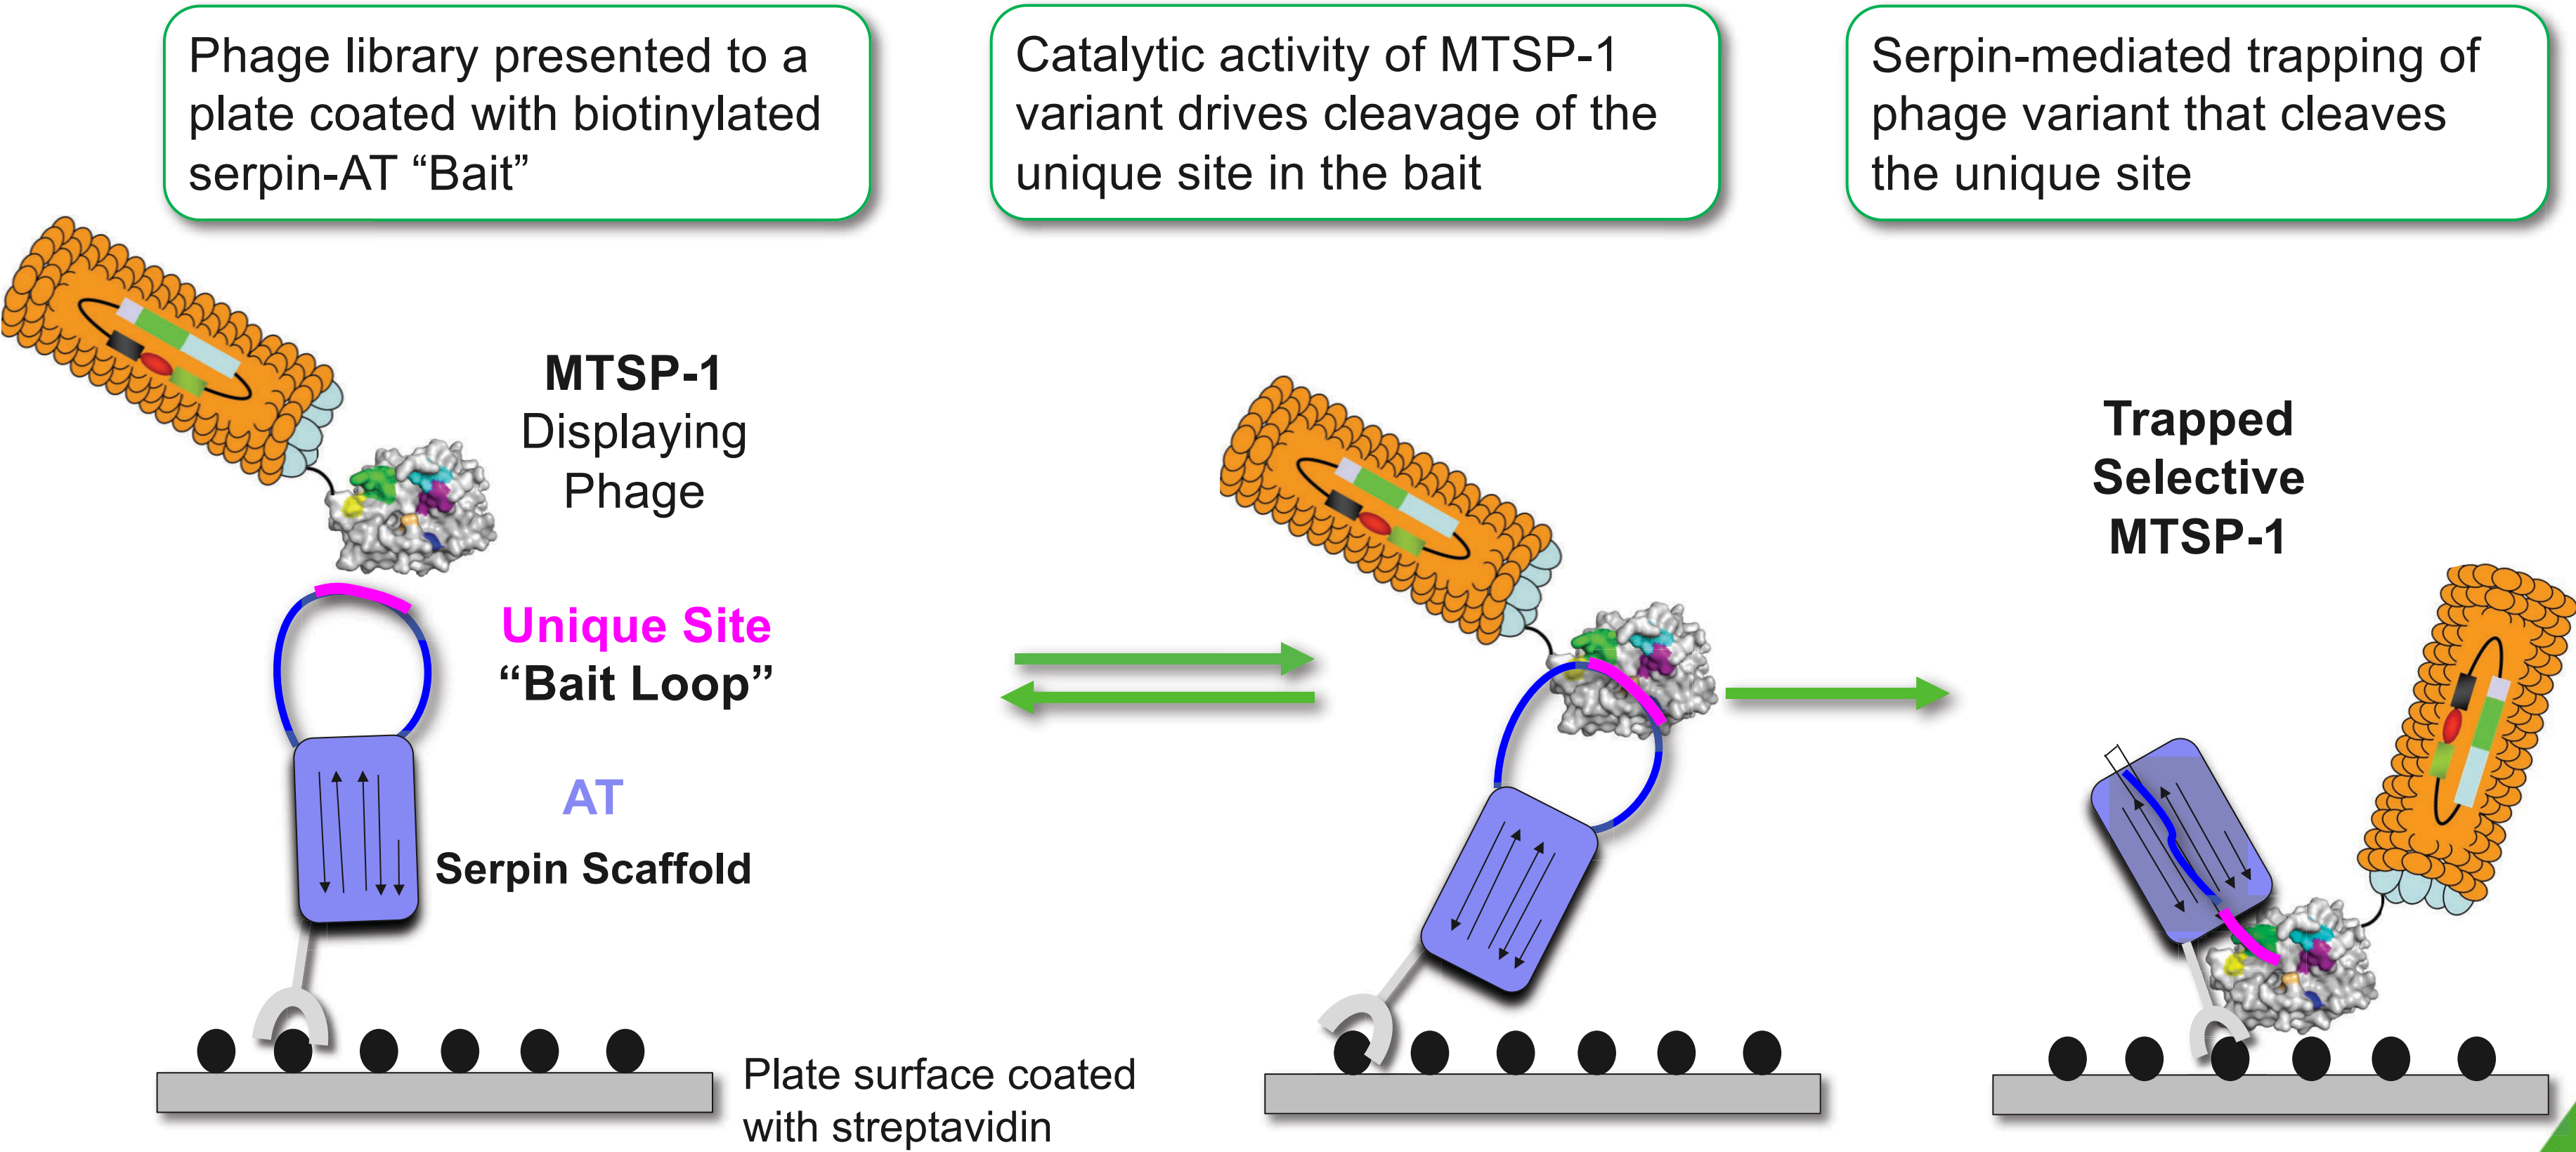 Phage library presented to a
plate coated with biotinylated
serpin-AT “Bait”
Catalytic activity of MTSP-1
variant drives cleavage of the
unique site in the bait
Serpin-mediated trapping of
phage variant that cleaves
the unique site
MTSP-1
Displaying
Phage
Unique Site
“Bait Loop”
AT
Serpin Scaffold
Plate surface coated
with streptavidin
Trapped
Selective
MTSP-1